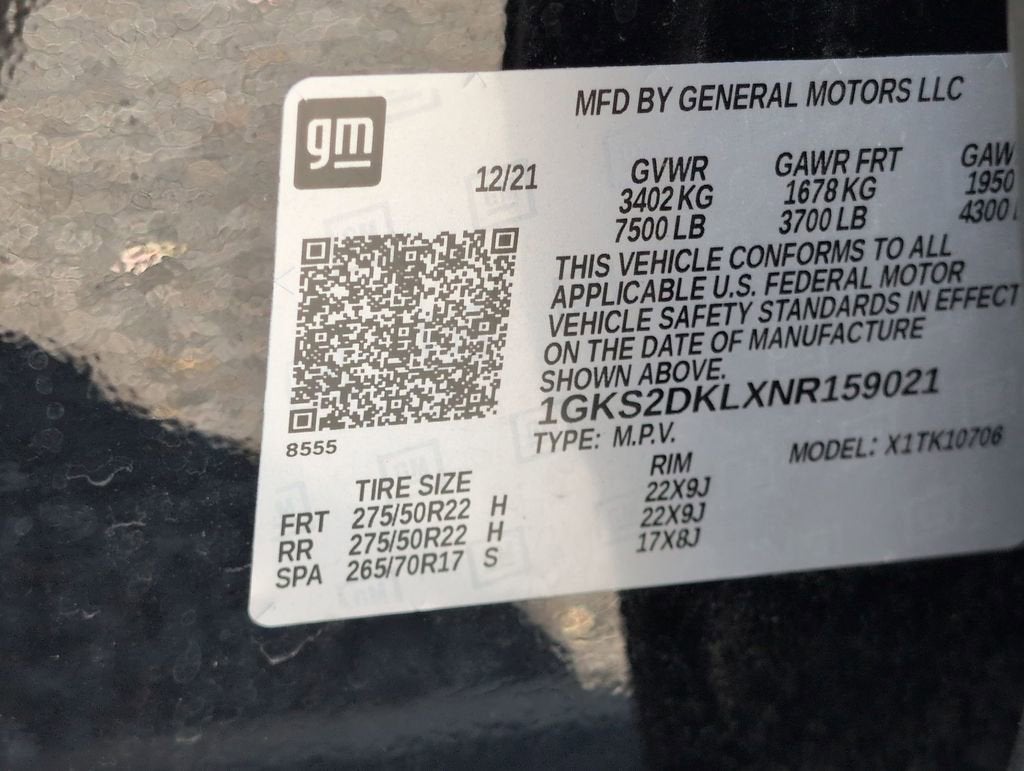 gm
MFD BY GENERAL MOTORS LLC
12/21
GVWR GAWR FRT
3402 KG 1678 KG 1950
7500 LB 3700 LB 4300
THIS VEHICLE CONFORMS TO ALL
APPLICABLE U.S. FEDERAL MOTOR
VEHICLE SAFETY STANDARDS IN EFFECT
ON THE DATE OF MANUFACTURE
SHOWN ABOVE.
1GKS2DKLXNR159021
8555
TYPE: M.P.V. MODEL: X1TK10706
TIRE SIZE RIM
FRT 275/50R22 H 22X9J
RR 275/50R22 H 22X9J
SPA 265/70R17 S 17X8J